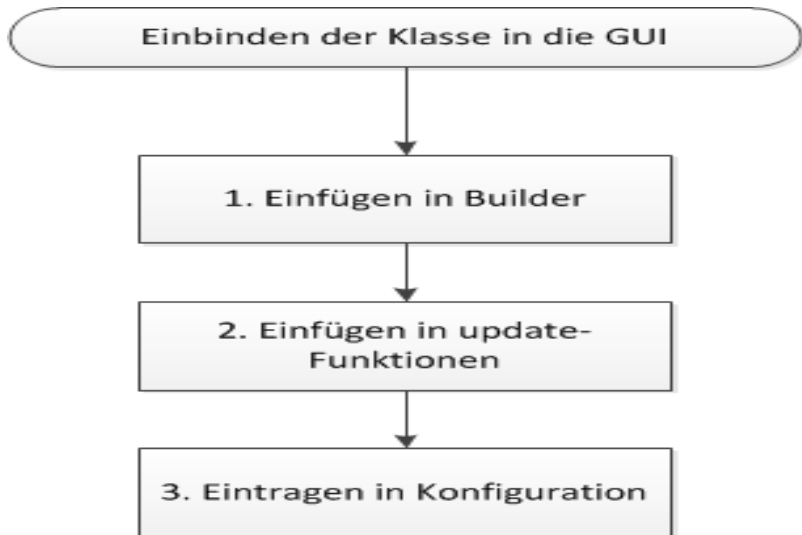 Einbinden der Klasse in die GUI
1. Einfügen in Builder
2. Einfügen in update-
Funktionen
3. Eintragen in Konfiguration